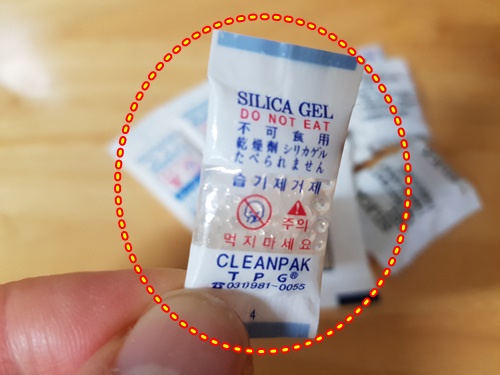 SILICA GEL
DO NOT EAT
不可食用
乾燥劑 シリカゲル
たべられません
습기제거제
주의
먹지마세요
CLEANPAK
TPG®
☎031)981-0055
4